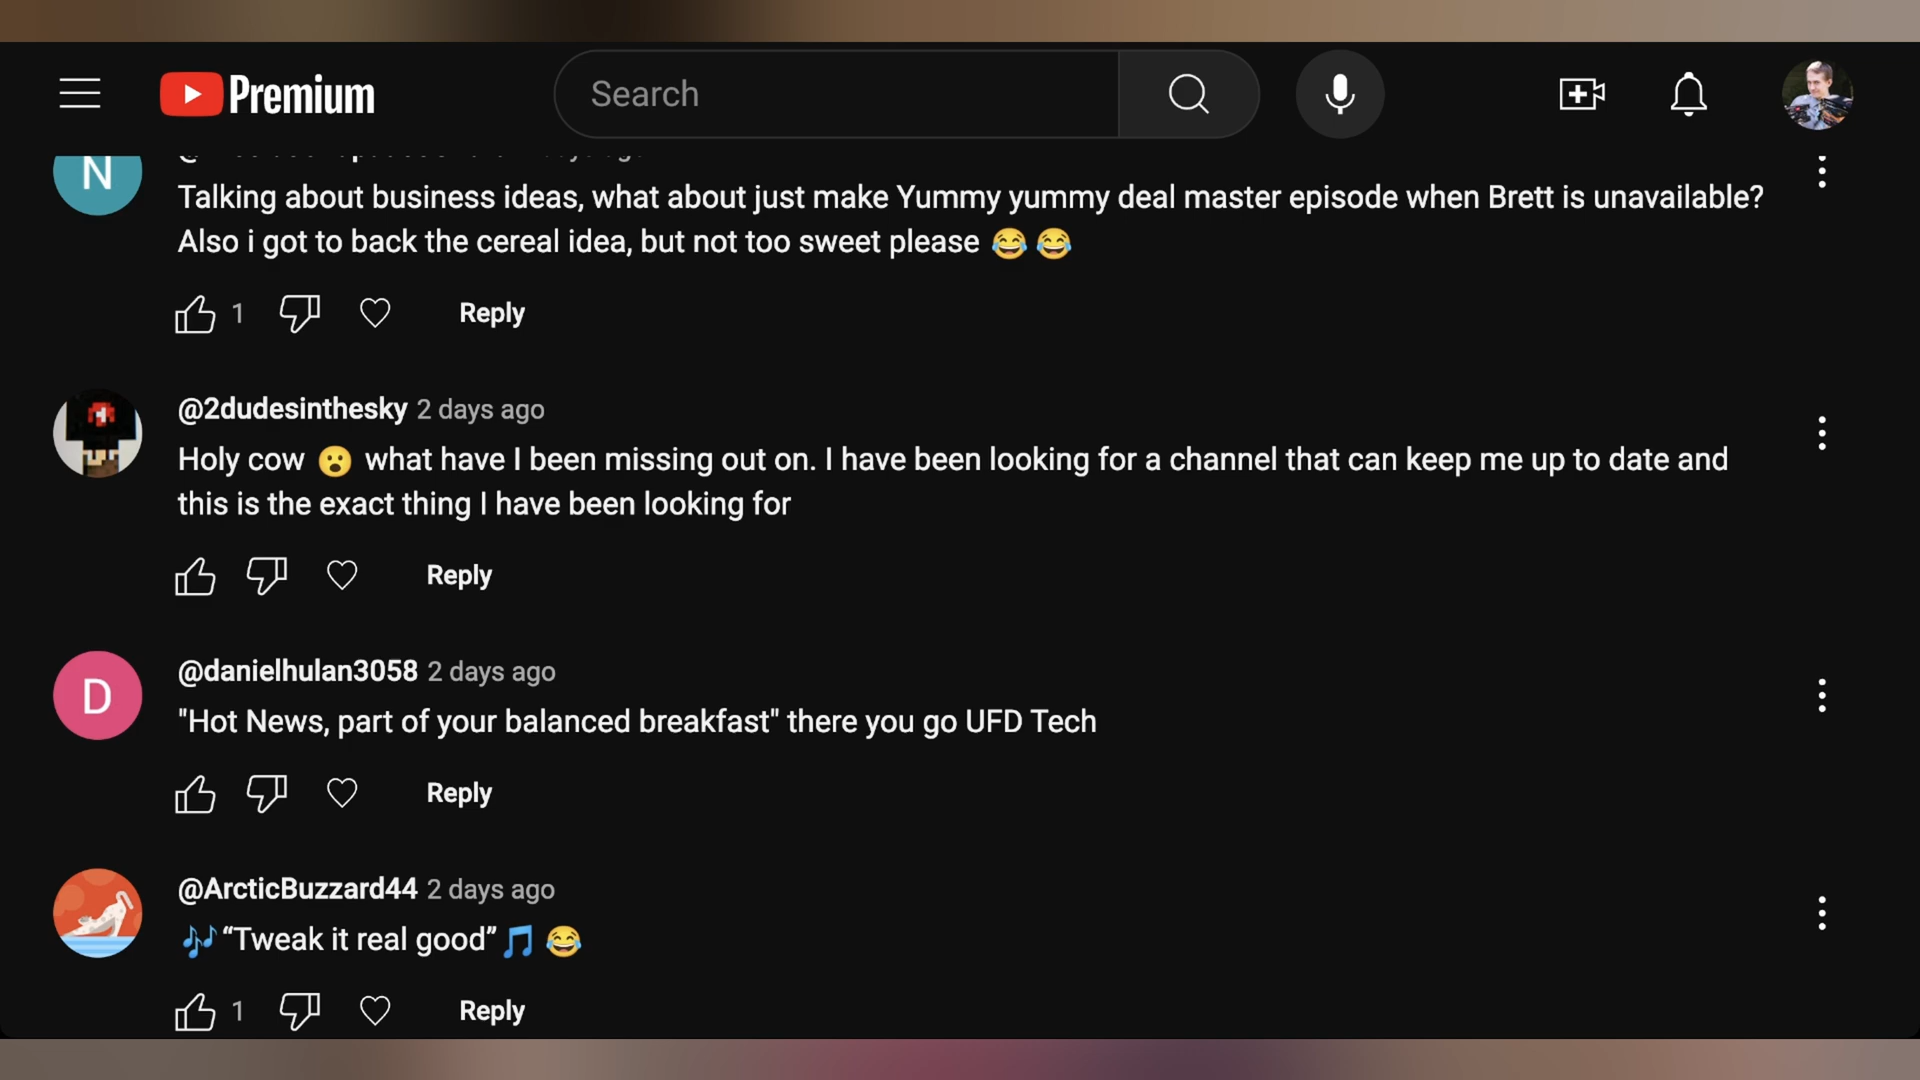 Premium
Search
N
Talking about business ideas, what about just make Yummy yummy deal master episode when Brett is unavailable?
Also i got to back the cereal idea, but not too sweet please 😂 😂
1 Reply
@2dudesinthesky 2 days ago
Holy cow 😮 what have I been missing out on. I have been looking for a channel that can keep me up to date and
this is the exact thing I have been looking for
Reply
D
@danielhulan3058 2 days ago
"Hot News, part of your balanced breakfast" there you go UFD Tech
Reply
@ArcticBuzzard44 2 days ago
🎶“Tweak it real good”🎵 😂
1 Reply